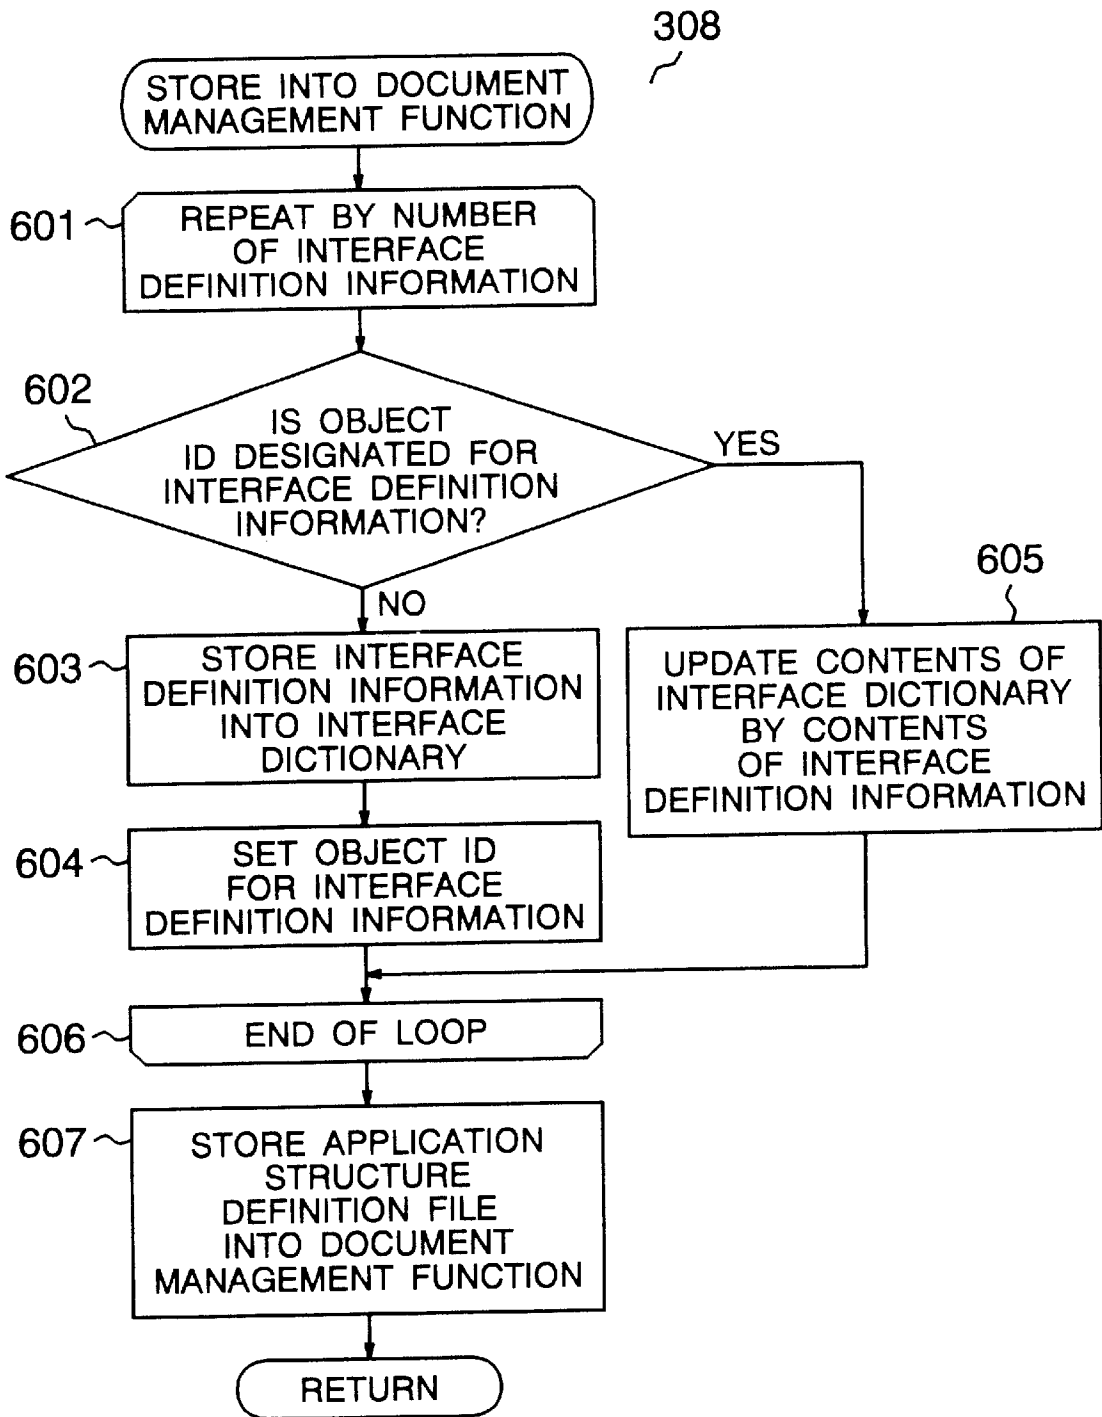 308
STORE INTO DOCUMENT
MANAGEMENT FUNCTION
601
REPEAT BY NUMBER
OF INTERFACE
DEFINITION INFORMATION
602
IS OBJECT
ID DESIGNATED FOR
INTERFACE DEFINITION
INFORMATION?
YES
NO
603
STORE INTERFACE
DEFINITION INFORMATION
INTO INTERFACE
DICTIONARY
605
UPDATE CONTENTS OF
INTERFACE DICTIONARY
BY CONTENTS
OF INTERFACE
DEFINITION INFORMATION
604
SET OBJECT ID
FOR INTERFACE
DEFINITION INFORMATION
606
END OF LOOP
607
STORE APPLICATION
STRUCTURE
DEFINITION FILE
INTO DOCUMENT
MANAGEMENT FUNCTION
RETURN